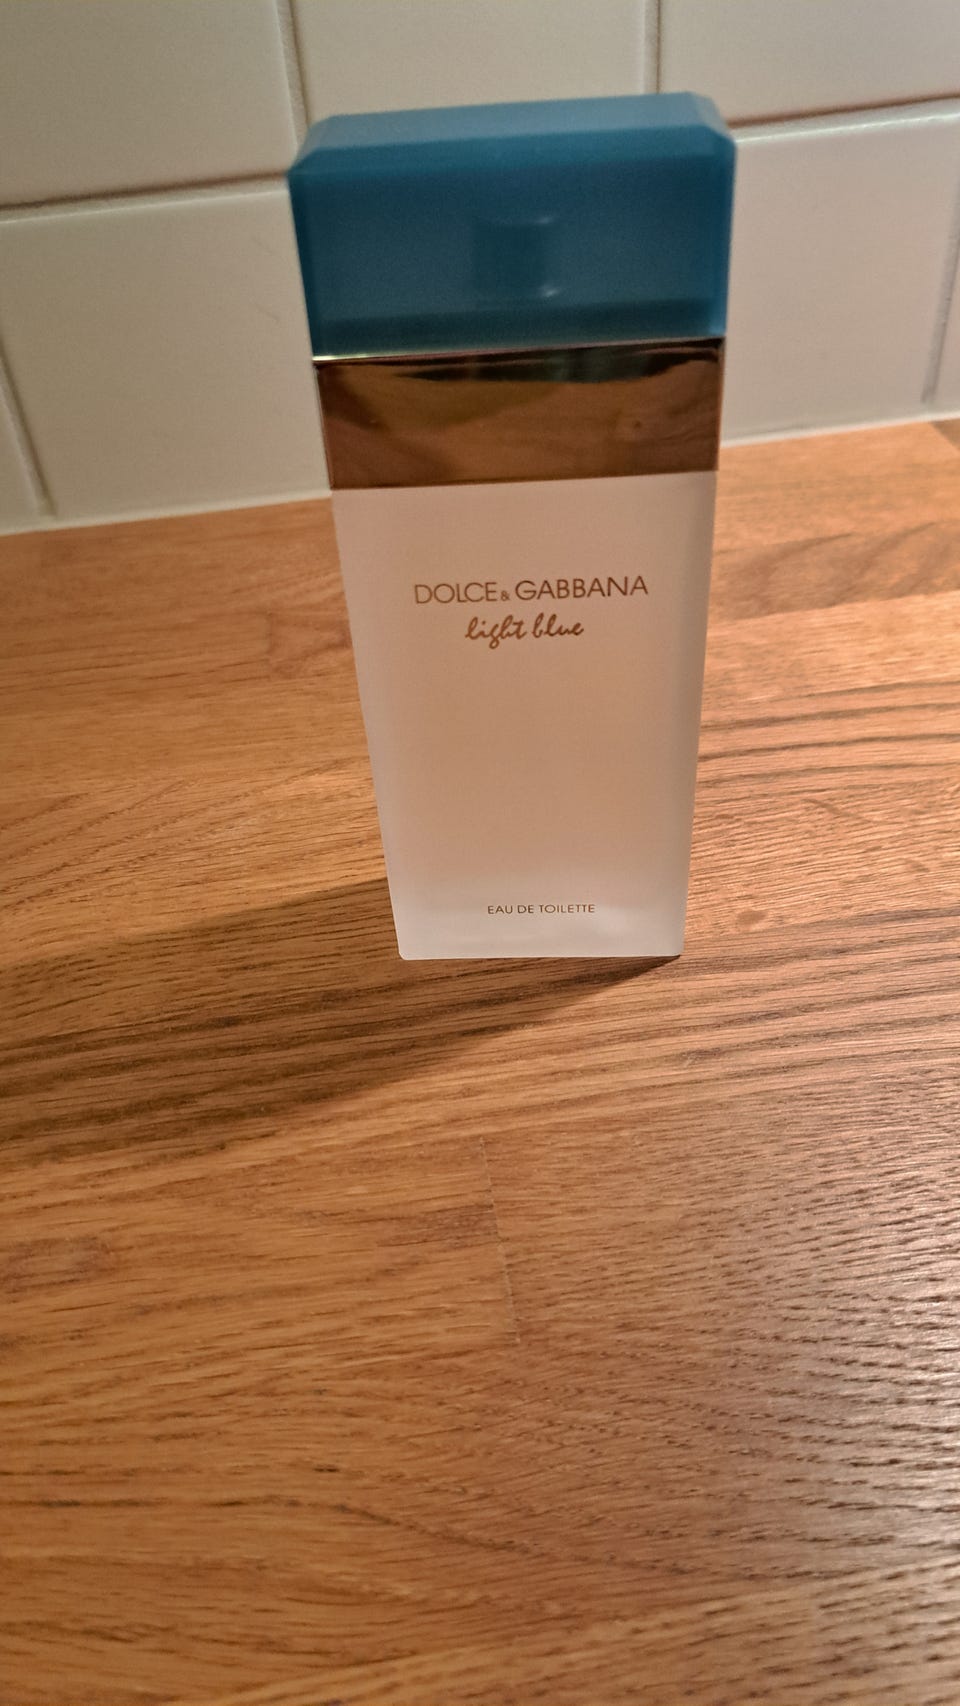 DOLCE & GABBANA
light blue
EAU DE TOILETTE